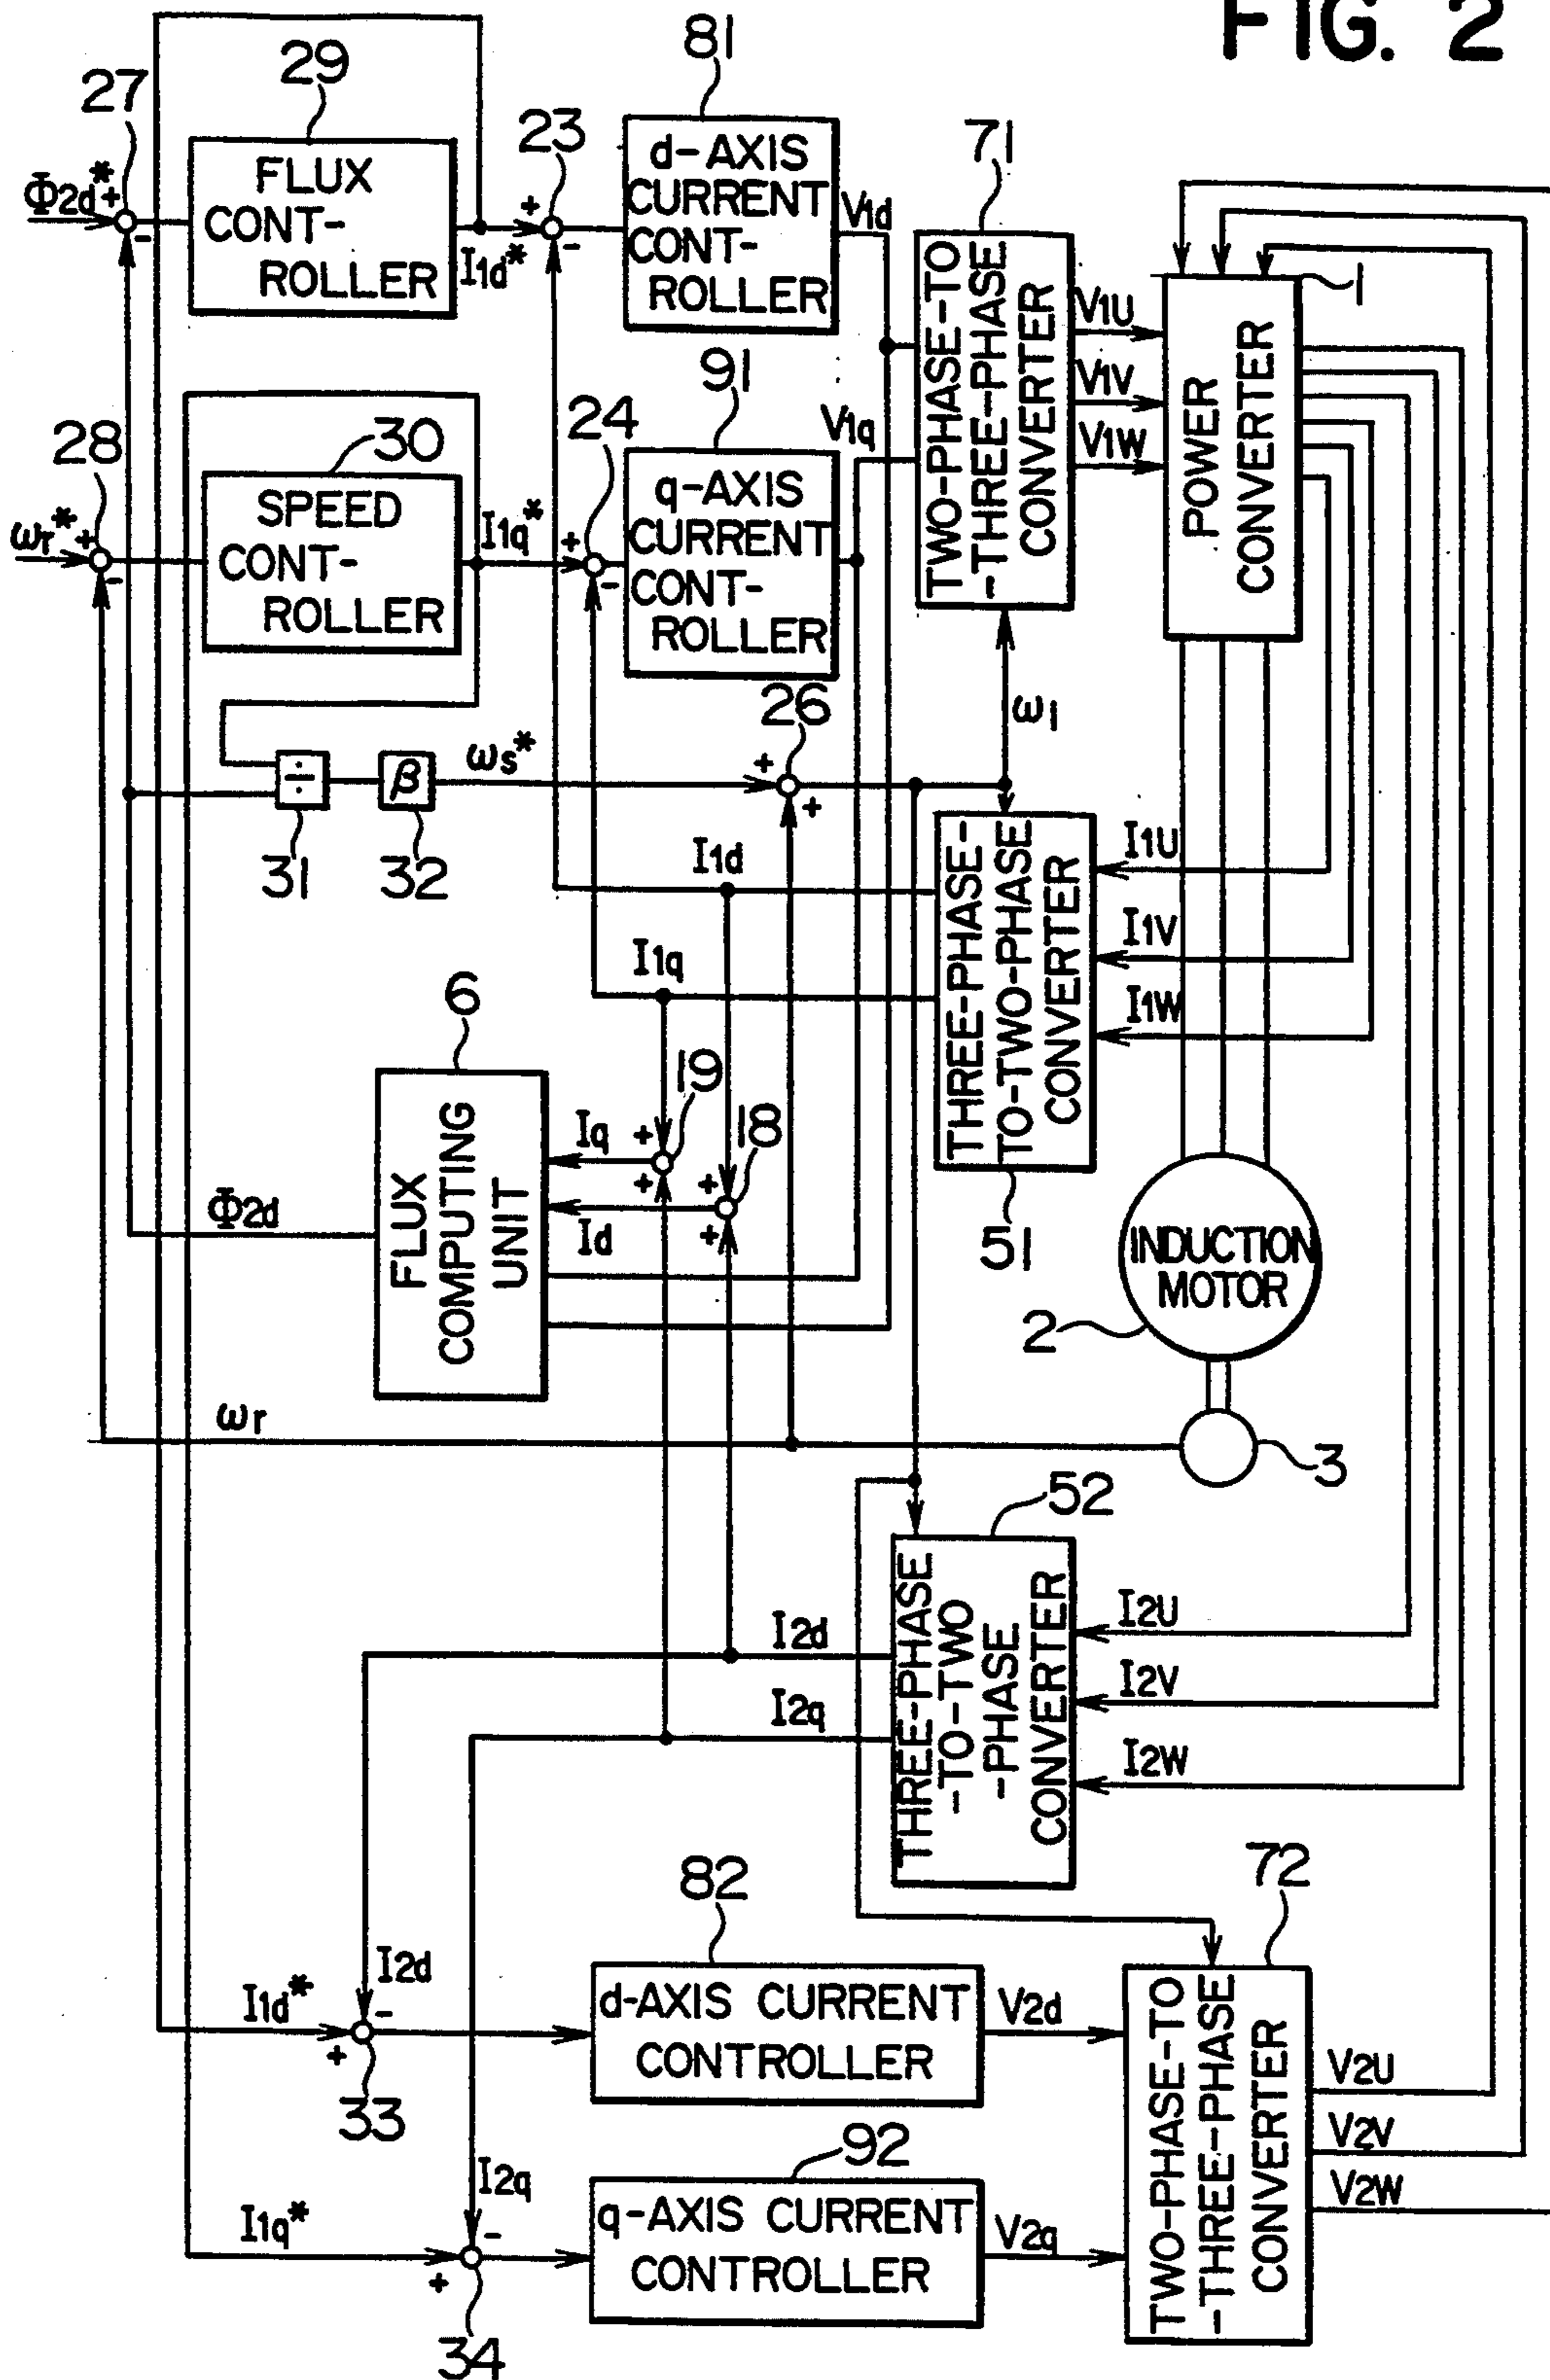 FIG. 2
27
29
23
81
71
Φ2d*
+
-
FLUX
CONT-
ROLLER
I1d*
+
-
d-AXIS
CURRENT
CONT-
ROLLER
V1d
TWO-PHASE-TO
-THREE-PHASE
CONVERTER
V1U
V1V
V1W
1
POWER
CONVERTER
28
30
24
91
V1q
ωr*
+
-
SPEED
CONT-
ROLLER
I1q*
+
-
q-AXIS
CURRENT
CONT-
ROLLER
26
ω1
÷
β
ωs*
+
+
31
32
I1d
I1q
THREE-PHASE-
TO-TWO-PHASE
CONVERTER
I1U
I1V
I1W
51
6
19
18
Iq
+
+
+
+
Id
Φ2d
FLUX
COMPUTING
UNIT
INDUCTION
MOTOR
2
ωr
3
52
THREE-PHASE
-TO-TWO
-PHASE
CONVERTER
I2d
I2q
I2U
I2V
I2W
82
72
I2d
I1d*
-
+
33
d-AXIS CURRENT
CONTROLLER
V2d
TWO-PHASE-TO
-THREE-PHASE
CONVERTER
V2U
V2V
V2W
92
I2q
I1q*
-
+
34
q-AXIS CURRENT
CONTROLLER
V2q